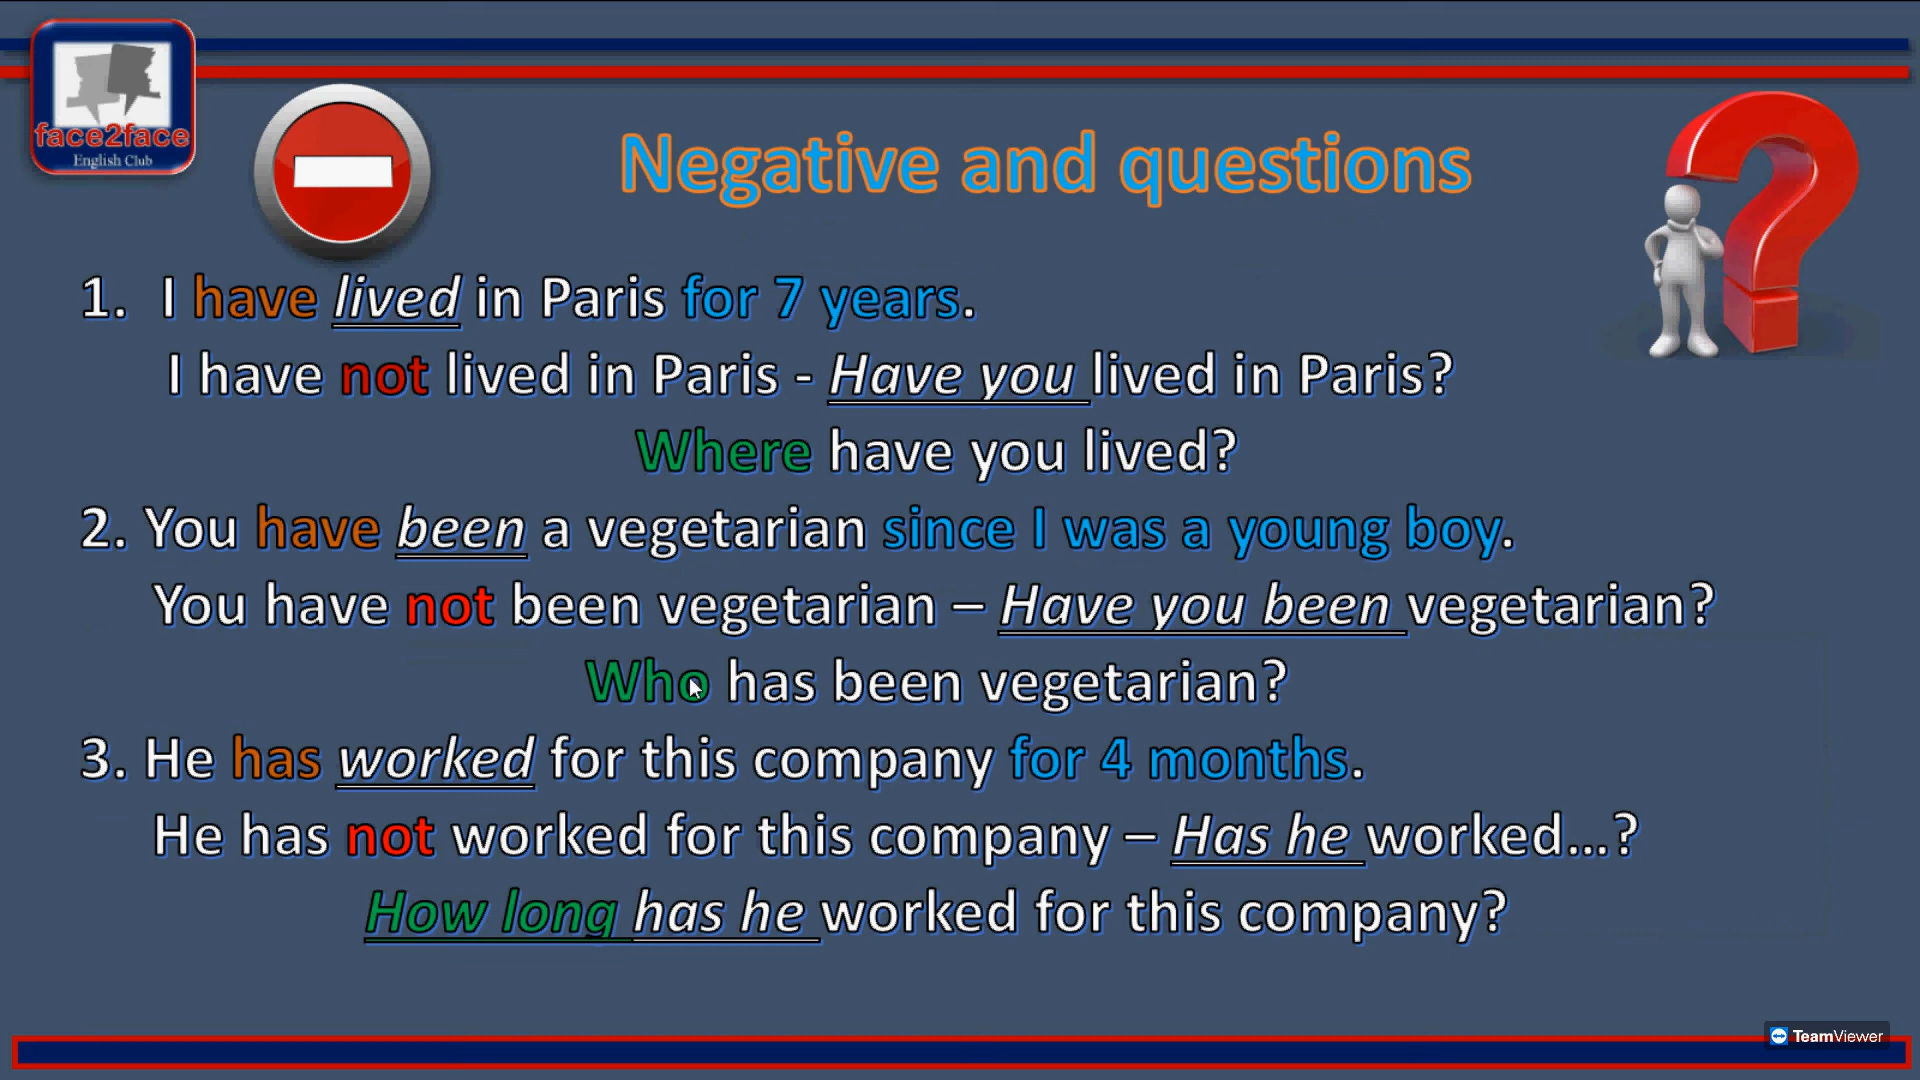 face2face
English Club
Negative and questions
1. I have lived in Paris for 7 years.
I have not lived in Paris - Have you lived in Paris?
Where have you lived?
2. You have been a vegetarian since I was a young boy.
You have not been vegetarian – Have you been vegetarian?
Who has been vegetarian?
3. He has worked for this company for 4 months.
He has not worked for this company – Has he worked...?
How long has he worked for this company?
TeamViewer